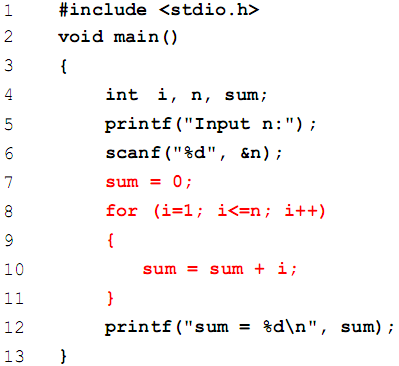 1 #include <stdio.h>
2 void main()
3 {
4 int i, n, sum;
5 printf("Input n:");
6 scanf("%d", &n);
7 sum = 0;
8 for (i=1; i<=n; i++)
9 {
10 sum = sum + i;
11 }
12 printf("sum = %d\n", sum);
13 }